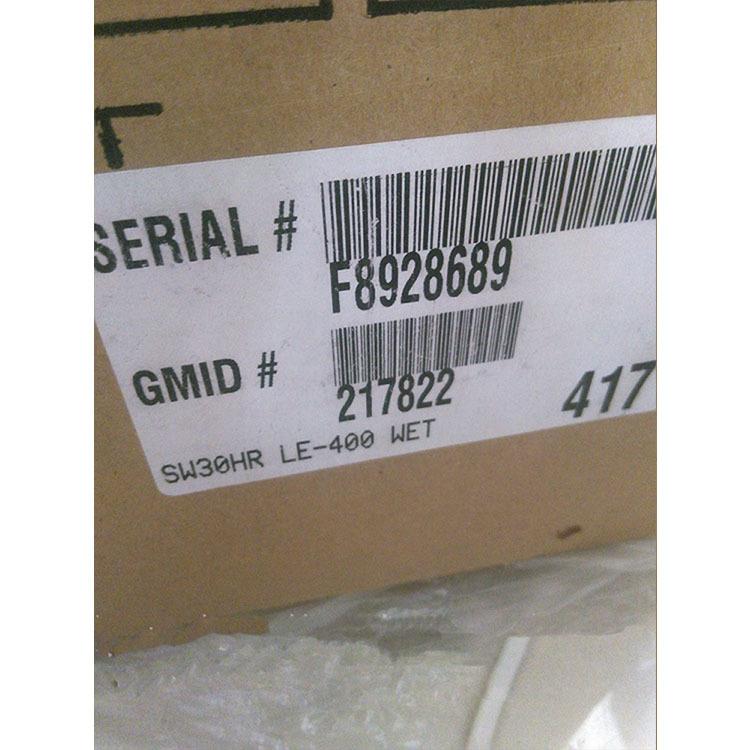 T
SERIAL #
F8928689
GMID #
217822
417
SW30HR LE-400 WET